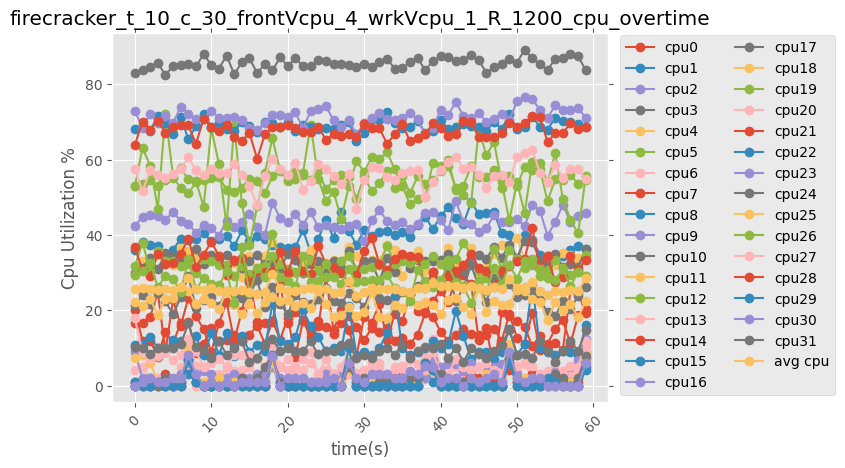 firecracker_t_10_c_30_frontVcpu_4_wrkVcpu_1_R_1200_cpu_overtime
Cpu Utilization %
80
60
40
20
0
0
10
20
30
40
50
60
time(s)
cpu0
cpu1
cpu2
cpu3
cpu4
cpu5
cpu6
cpu7
cpu8
cpu9
cpu10
cpu11
cpu12
cpu13
cpu14
cpu15
cpu16
cpu17
cpu18
cpu19
cpu20
cpu21
cpu22
cpu23
cpu24
cpu25
cpu26
cpu27
cpu28
cpu29
cpu30
cpu31
avg cpu